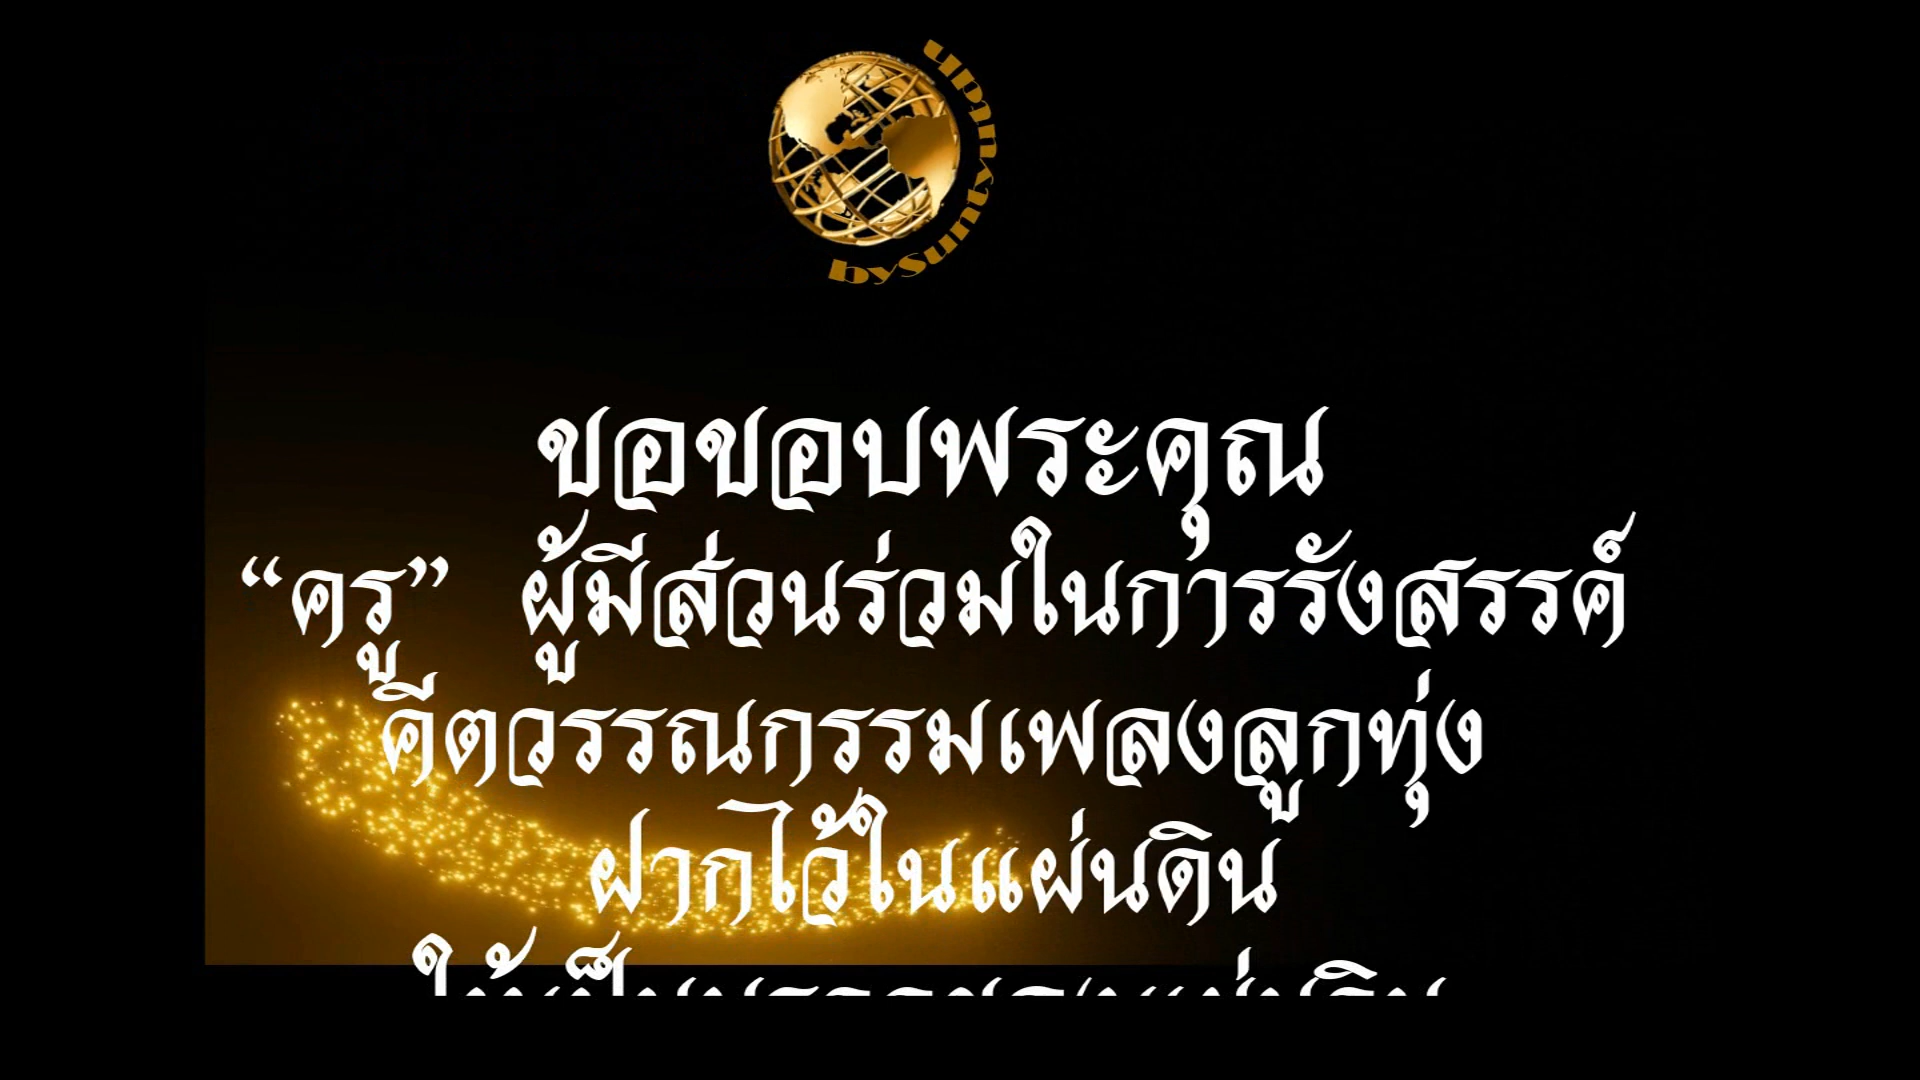 bysunrutdn
ขอขอบพระคุณ
“ครู” ผู้มีส่วนร่วมในการรังสรรค์
คีตวรรณกรรมเพลงลูกทุ่ง
ฝากไว้ในแผ่นดิน